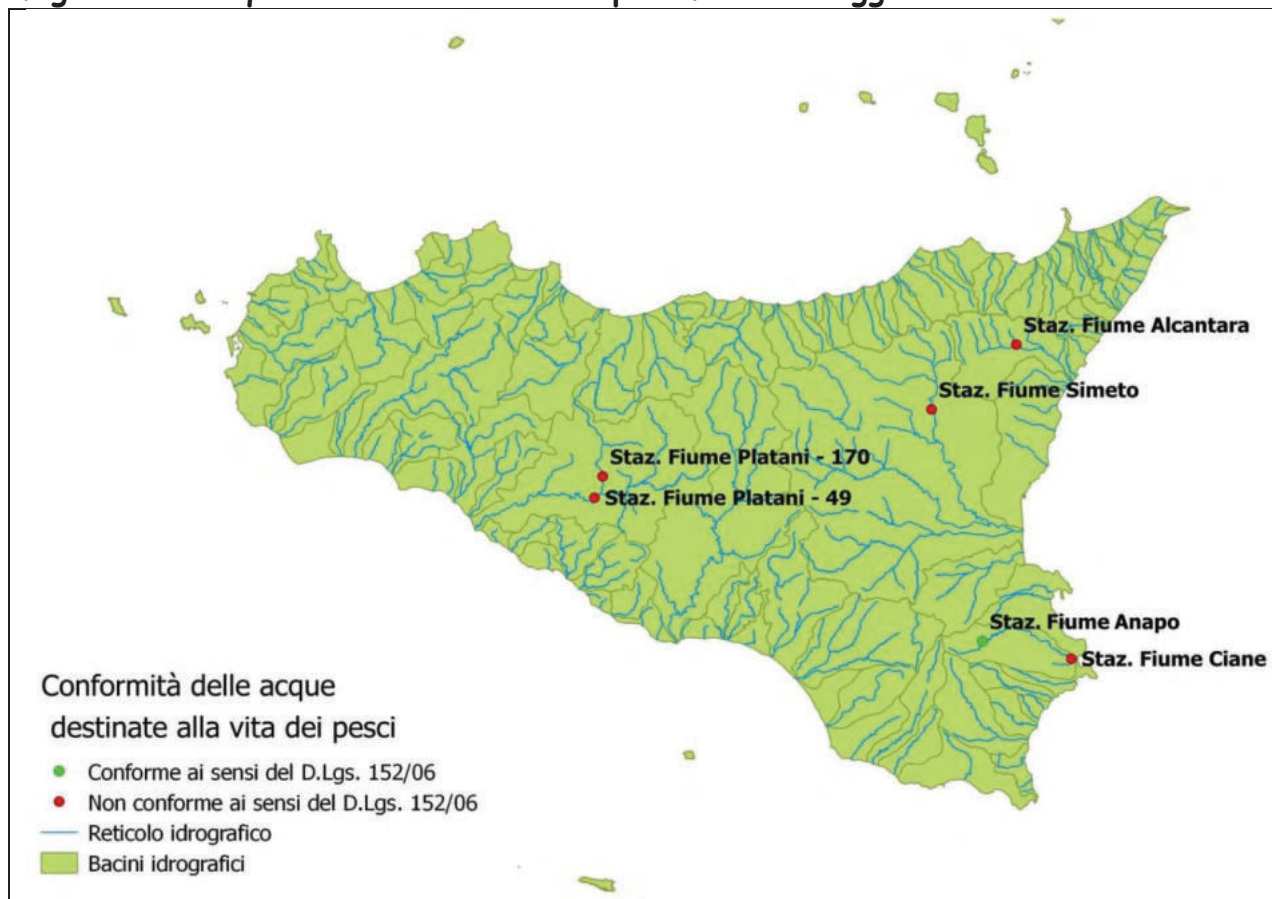 Staz. Fiume Alcantara
Staz. Fiume Simeto
Staz. Fiume Platani - 170
Staz. Fiume Platani - 49
Staz. Fiume Anapo
Staz. Fiume Ciane
Conformità delle acque
destinate alla vita dei pesci
Conforme ai sensi del D.Lgs. 152/06
Non conforme ai sensi del D.Lgs. 152/06
Reticolo idrografico
Bacini idrografici